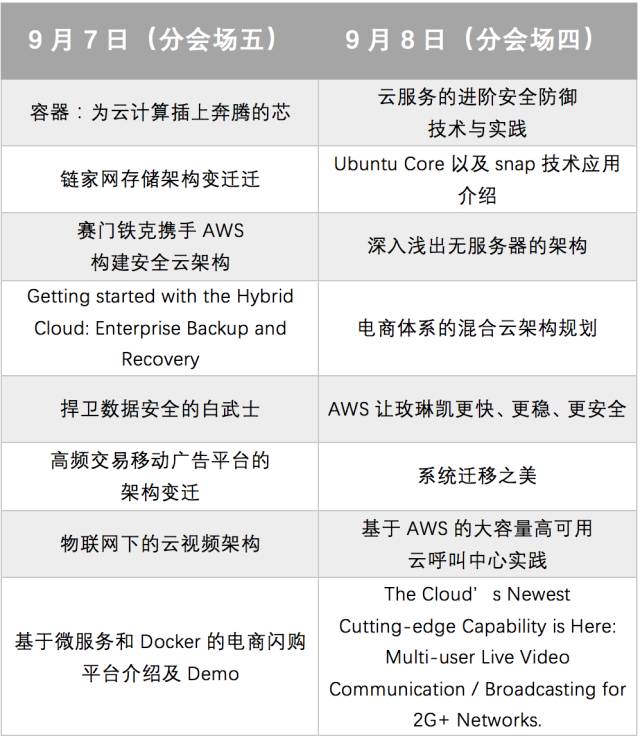 9月7日（分会场五）
9月8日（分会场四）
容器：为云计算插上奔腾的芯
云服务的进阶安全防御
技术与实践
链家网存储架构变迁迁
Ubuntu Core 以及 snap 技术应用
介绍
赛门铁克携手 AWS
构建安全云架构
深入浅出无服务器的架构
Getting started with the Hybrid
Cloud: Enterprise Backup and
Recovery
电商体系的混合云架构规划
捍卫数据安全的白武士
AWS 让玫琳凯更快、更稳、更安全
高频交易移动广告平台的
架构变迁
系统迁移之美
物联网下的云视频架构
基于 AWS 的大容量高可用
云呼叫中心实践
基于微服务和 Docker 的电商闪购
平台介绍及 Demo
The Cloud’s Newest
Cutting-edge Capability is Here:
Multi-user Live Video
Communication / Broadcasting for
2G+ Networks.